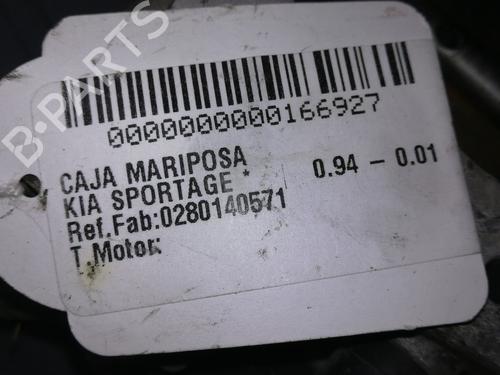 B-PARTS
0000000000166927
CAJA MARIPOSA
KIA SPORTAGE * 0.94 - 0.01
Ref.Fab:0280140571
T.Motor: